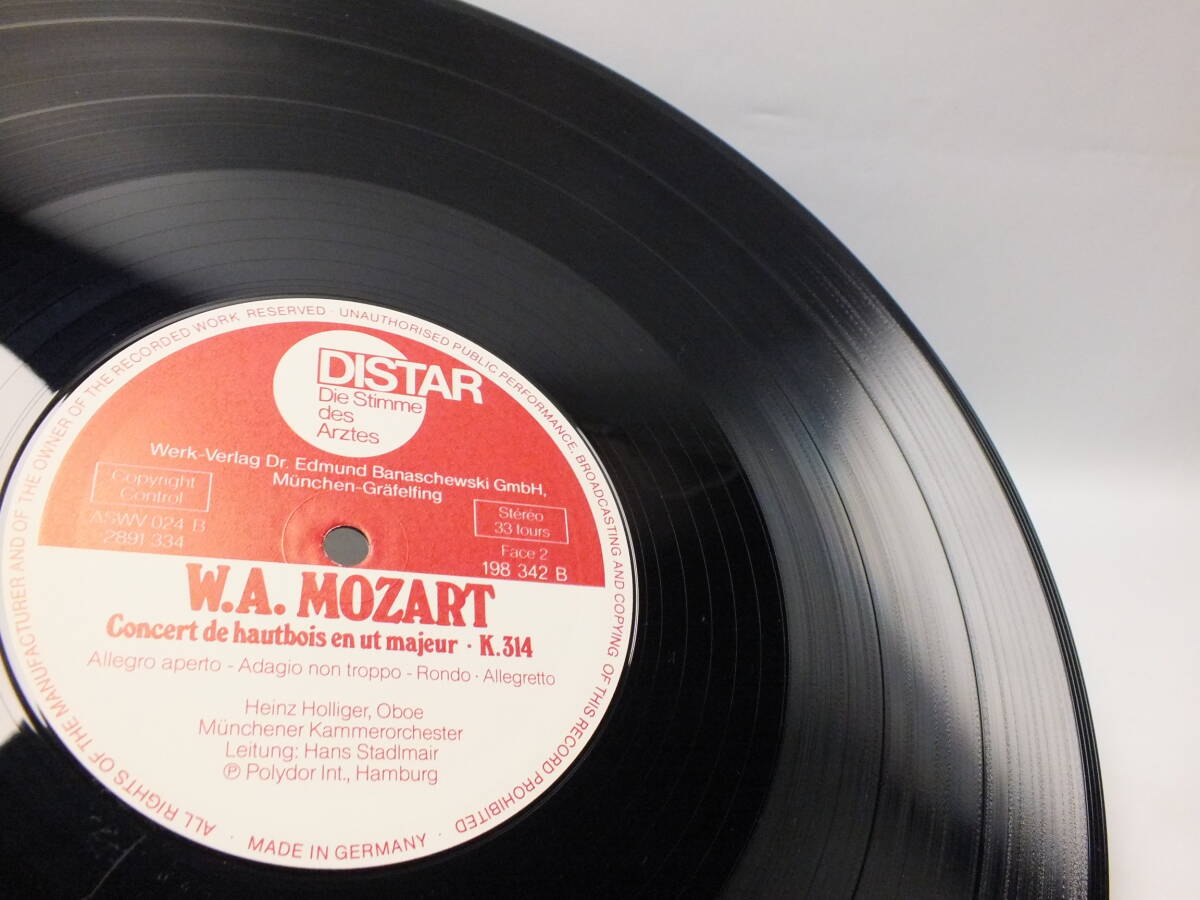 ALL RIGHTS OF THE MANUFACTURER AND OF THE OWNER OF THE RECORDED WORK RESERVED · UNAUTHORISED PUBLIC PERFORMANCE, BROADCASTING AND COPYING OF THIS RECORD PROHIBITED ·
DISTAR
Die Stimme
des
Arztes
Werk-Verlag Dr. Edmund Banaschewski GmbH,
München-Gräfelfing
Copyright
Control
ASWV 024 B
2891 334
Stéréo
33 tours
Face 2
198 342 B
W.A. MOZART
Concert de hautbois en ut majeur · K.314
Allegro aperto - Adagio non troppo - Rondo · Allegretto
Heinz Holliger, Oboe
Münchener Kammerorchester
Leitung: Hans Stadlmair
℗ Polydor Int., Hamburg
MADE IN GERMANY